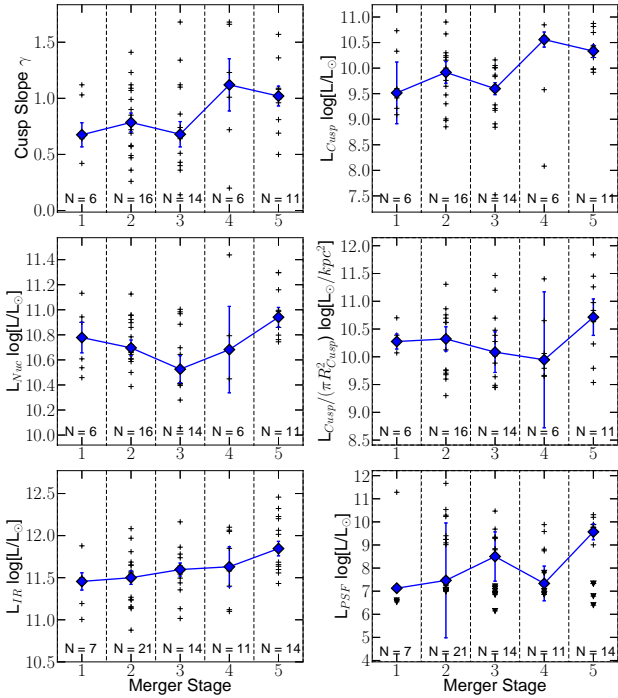 Cusp Slope γ
1.5
1.0
0.5
0.0
N = 6
N = 16
N = 14
N = 6
N = 11
1 2 3 4 5
L_Cusp log[L/L⊙]
11.0
10.5
10.0
9.5
9.0
8.5
8.0
7.5
N = 6
N = 16
N = 14
N = 6
N = 11
1 2 3 4 5
L_Nuc log[L/L⊙]
11.4
11.2
11.0
10.8
10.6
10.4
10.2
10.0
N = 6
N = 16
N = 14
N = 6
N = 11
1 2 3 4 5
L_Cusp/(πR²_Cusp) log[L⊙/kpc²]
12.0
11.5
11.0
10.5
10.0
9.5
9.0
8.5
N = 6
N = 16
N = 14
N = 6
N = 11
1 2 3 4 5
L_IR log[L/L⊙]
12.5
12.0
11.5
11.0
10.5
N = 7
N = 21
N = 14
N = 11
N = 14
1 2 3 4 5
Merger Stage
L_PSF log[L/L⊙]
12
11
10
9
8
7
6
5
4
N = 7
N = 21
N = 14
N = 11
N = 14
1 2 3 4 5
Merger Stage